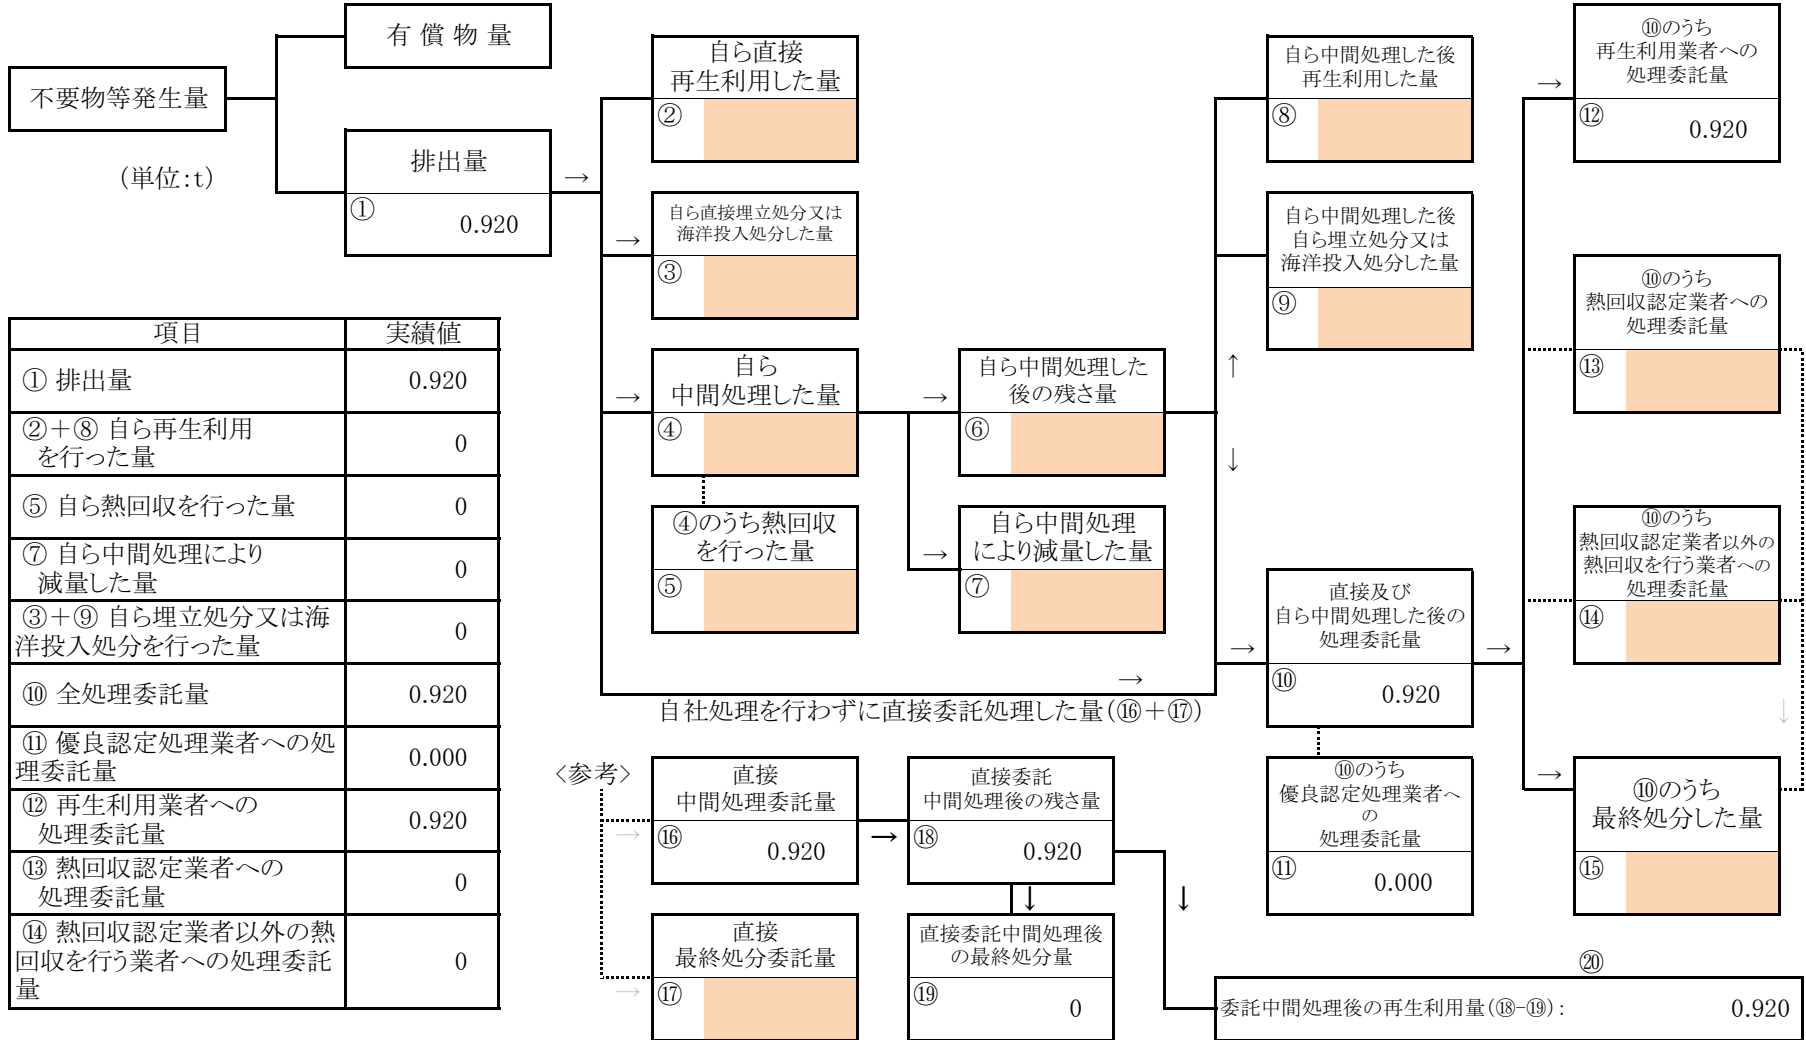 不要物等発生量
(単位:t)
有 償 物 量
排出量
①
0.920
→
自ら直接
再生利用した量
②
→
自ら直接埋立処分又は
海洋投入処分した量
③
→
自ら
中間処理した量
④
④のうち熱回収
を行った量
⑤
→
自ら中間処理した
後の残さ量
⑥
→
自ら中間処理
により減量した量
⑦
↑
↓
自ら中間処理した後
再生利用した量
⑧
自ら中間処理した後
自ら埋立処分又は
海洋投入処分した量
⑨
→
自社処理を行わずに直接委託処理した量(⑯+⑰)
→
直接及び
自ら中間処理した後の
処理委託量
⑩
0.920
→
⑩のうち
優良認定処理業者へ
の
処理委託量
⑪
0.000
→
⑩のうち
再生利用業者への
処理委託量
⑫
0.920
⑩のうち
熱回収認定業者への
処理委託量
⑬
⑩のうち
熱回収認定業者以外の
熱回収を行う業者への
処理委託量
⑭
↓
→
⑩のうち
最終処分した量
⑮
項目 実績値
① 排出量 0.920
②+⑧ 自ら再生利用
を行った量 0
⑤ 自ら熱回収を行った量 0
⑦ 自ら中間処理により
減量した量 0
③+⑨ 自ら埋立処分又は海
洋投入処分を行った量 0
⑩ 全処理委託量 0.920
⑪ 優良認定処理業者への処
理委託量 0.000
⑫ 再生利用業者への
処理委託量 0.920
⑬ 熱回収認定業者への
処理委託量 0
⑭ 熱回収認定業者以外の熱
回収を行う業者への処理委託
量 0
<参考>
→
直接
中間処理委託量
⑯
0.920
→
直接委託
中間処理後の残さ量
⑱
0.920
→
直接
最終処分委託量
⑰
↓
直接委託中間処理後
の最終処分量
⑲
0
↓
⑳
委託中間処理後の再生利用量(⑱-⑲): 0.920